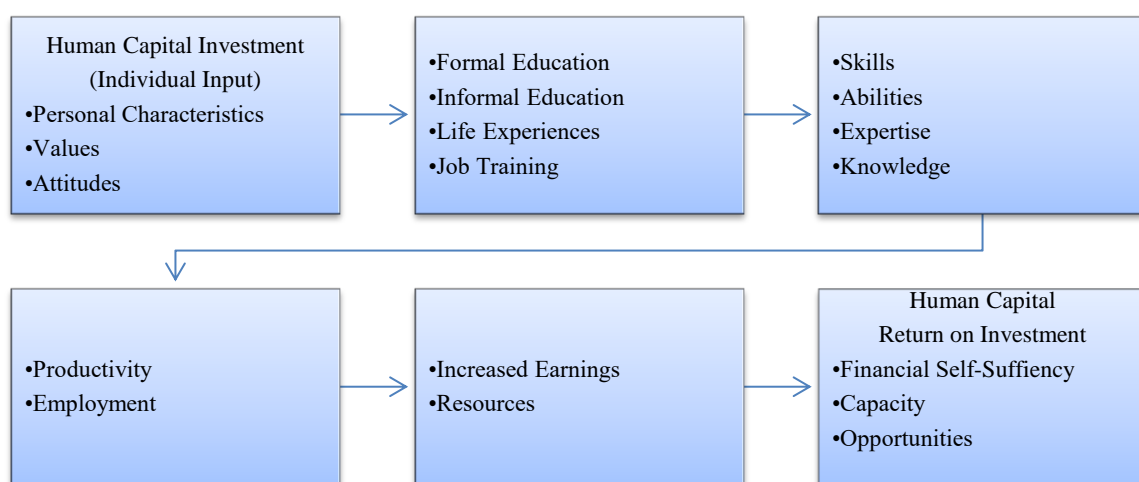 Human Capital Investment
(Individual Input)
•Personal Characteristics
•Values
•Attitudes
•Formal Education
•Informal Education
•Life Experiences
•Job Training
•Skills
•Abilities
•Expertise
•Knowledge
•Productivity
•Employment
•Increased Earnings
•Resources
Human Capital
Return on Investment
•Financial Self-Suffiency
•Capacity
•Opportunities